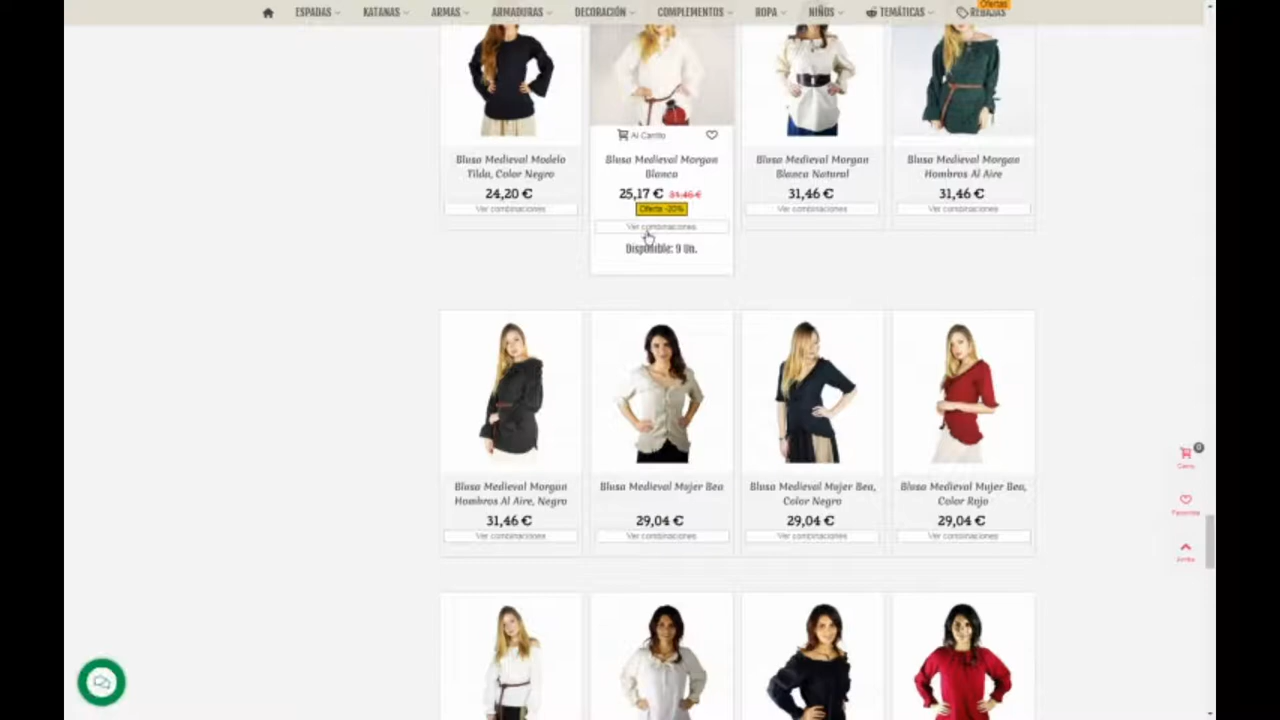 ESPADAS
KATANAS
ARMAS
ARMADURAS
DECORACIÓN
COMPLEMENTOS
ROPA
NIÑOS
TEMÁTICAS
Ofertas
REBAJAS
Al Carrito
Blusa Medieval Modelo
Tilda, Color Negro
24,20 €
Ver combinaciones
Blusa Medieval Morgan
Blanca
25,17 € 31,46 €
Oferta -20%
Ver combinaciones
Disponible: 9 Un.
Blusa Medieval Morgan
Blanca Natural
31,46 €
Ver combinaciones
Blusa Medieval Morgan
Hombros Al Aire
31,46 €
Ver combinaciones
Blusa Medieval Morgan
Hombros Al Aire, Negro
31,46 €
Ver combinaciones
Blusa Medieval Mujer Bea
29,04 €
Ver combinaciones
Blusa Medieval Mujer Bea,
Color Negro
29,04 €
Ver combinaciones
Blusa Medieval Mujer Bea,
Color Rojo
29,04 €
Ver combinaciones
0
Carro
Favoritos
Arriba